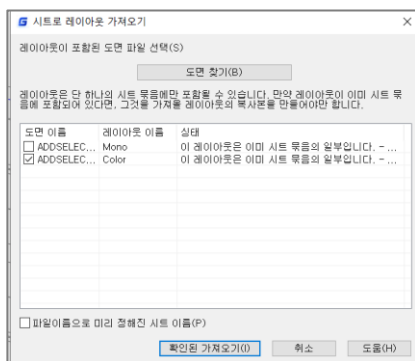 시트로 레이아웃 가져오기
레이아웃이 포함된 도면 파일 선택(S)
도면 찾기(B)
레이아웃은 단 하나의 시트 묶음에만 포함될 수 있습니다. 만약 레이아웃이 이미 시트 묶
음에 포함되어 있다면, 그것을 가져올 레이아웃의 복사본을 만들어야만 합니다.
도면 이름 레이아웃 이름 상태
ADDSELEC... Mono 이 레이아웃은 이미 시트 묶음의 일부입니다. - ...
ADDSELEC... Color 이 레이아웃은 이미 시트 묶음의 일부입니다. - ...
파일이름으로 미리 정해진 시트 이름(P)
확인된 가져오기(I) 취소 도움(H)